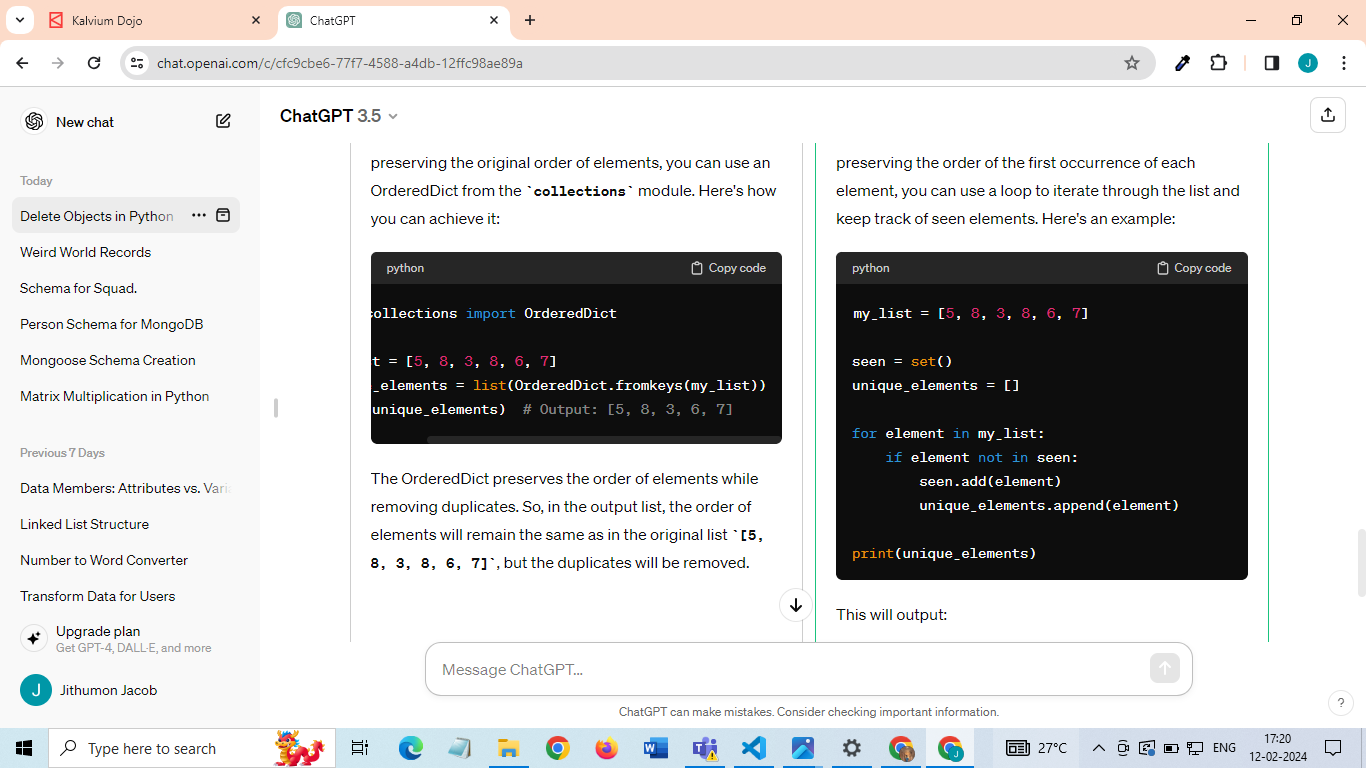 Kalvium Dojo
ChatGPT
chat.openai.com/c/cfc9cbe6-77f7-4588-a4db-12ffc98ae89a
J
New chat
Today
Delete Objects in Python
Weird World Records
Schema for Squad.
Person Schema for MongoDB
Mongoose Schema Creation
Matrix Multiplication in Python
Previous 7 Days
Data Members: Attributes vs. Vari
Linked List Structure
Number to Word Converter
Transform Data for Users
Upgrade plan
Get GPT-4, DALL·E, and more
J
Jithumon Jacob
ChatGPT 3.5
preserving the original order of elements, you can use an
OrderedDict from the `collections` module. Here's how
you can achieve it:
python
Copy code
collections import OrderedDict
t = [5, 8, 3, 8, 6, 7]
_elements = list(OrderedDict.fromkeys(my_list))
unique_elements)  # Output: [5, 8, 3, 6, 7]
The OrderedDict preserves the order of elements while
removing duplicates. So, in the output list, the order of
elements will remain the same as in the original list `[5,
8, 3, 8, 6, 7]`, but the duplicates will be removed.
preserving the order of the first occurrence of each
element, you can use a loop to iterate through the list and
keep track of seen elements. Here's an example:
python
Copy code
my_list = [5, 8, 3, 8, 6, 7]
seen = set()
unique_elements = []
for element in my_list:
    if element not in seen:
        seen.add(element)
        unique_elements.append(element)
print(unique_elements)
This will output:
Message ChatGPT…
ChatGPT can make mistakes. Consider checking important information.
?
Type here to search
27°C
ENG
17:20
12-02-2024